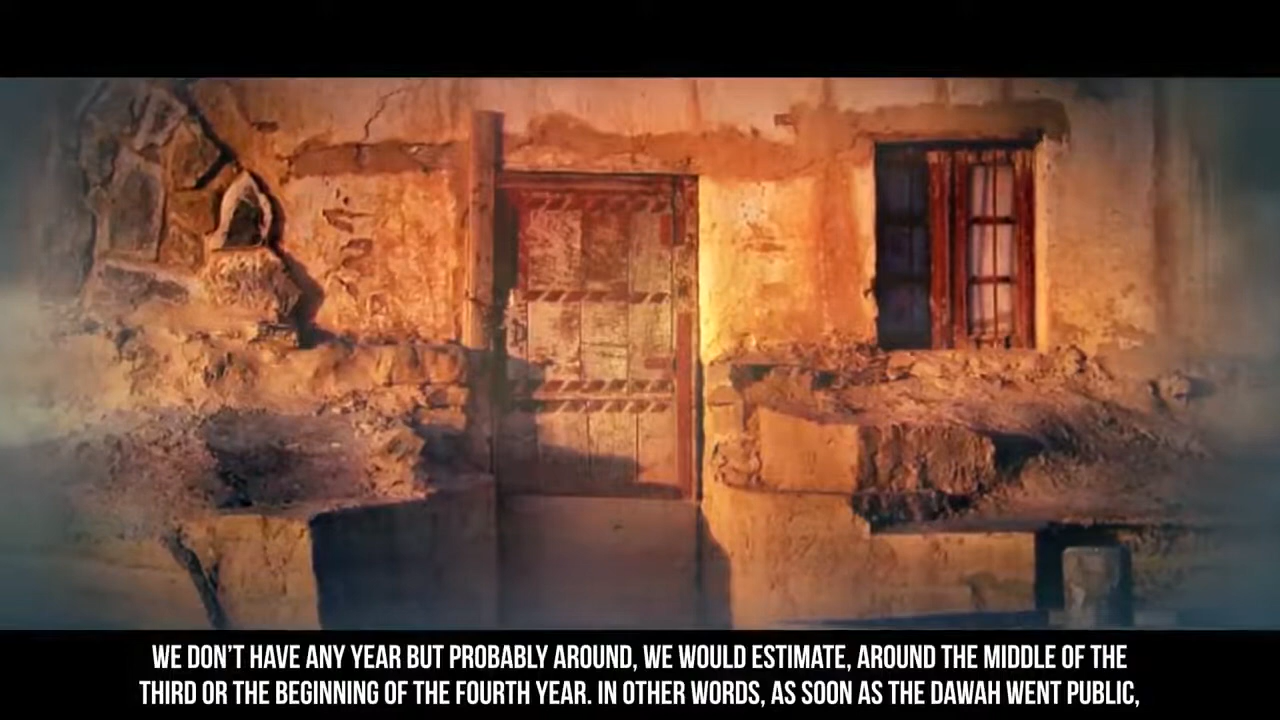 WE DON'T HAVE ANY YEAR BUT PROBABLY AROUND, WE WOULD ESTIMATE, AROUND THE MIDDLE OF THE
THIRD OR THE BEGINNING OF THE FOURTH YEAR. IN OTHER WORDS, AS SOON AS THE DAWAH WENT PUBLIC,